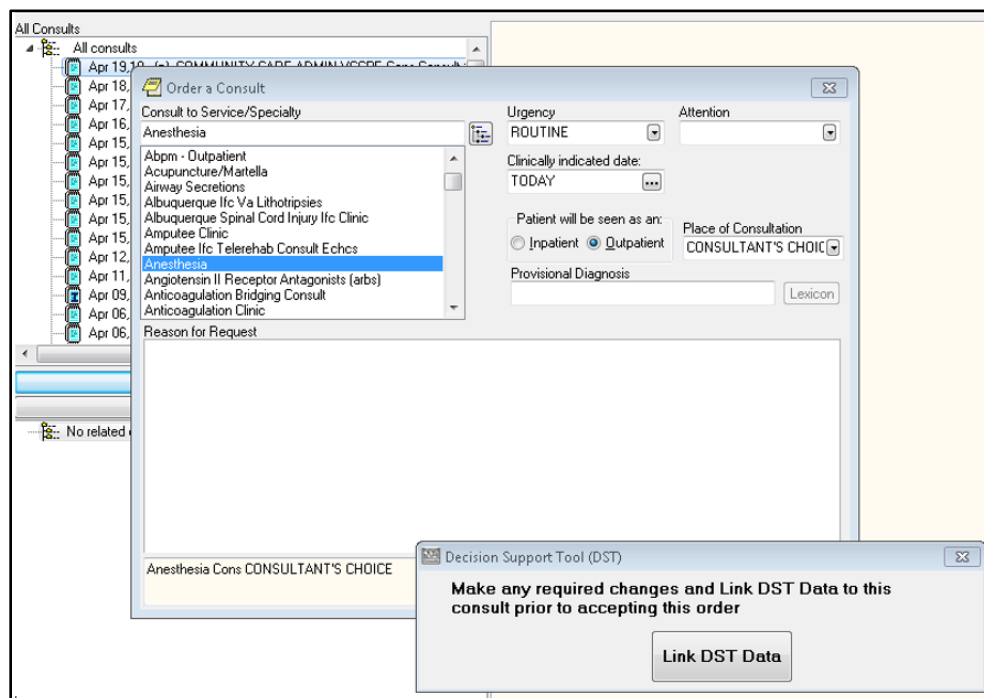 All Consults
All consults
Apr 19,19
Apr 18,
Apr 17,
Apr 16,
Apr 15,
Apr 15,
Apr 15,
Apr 15,
Apr 15,
Apr 15,
Apr 12,
Apr 11,
Apr 09,
Apr 06,
Apr 06,
No related
Order a Consult
Consult to Service/Specialty
Anesthesia
Abpm - Outpatient
Acupuncture/Martella
Airway Secretions
Albuquerque Ifc Va Lithotripsies
Albuquerque Spinal Cord Injury Ifc Clinic
Amputee Clinic
Amputee Ifc Telerehab Consult Echcs
Anesthesia
Angiotensin II Receptor Antagonists (arbs)
Anticoagulation Bridging Consult
Anticoagulation Clinic
Urgency
ROUTINE
Attention
Clinically indicated date:
TODAY
Patient will be seen as an:
Inpatient Outpatient
Place of Consultation
CONSULTANT'S CHOIC
Provisional Diagnosis
Lexicon
Reason for Request
Anesthesia Cons CONSULTANT'S CHOICE
Decision Support Tool (DST)
Make any required changes and Link DST Data to this
consult prior to accepting this order
Link DST Data